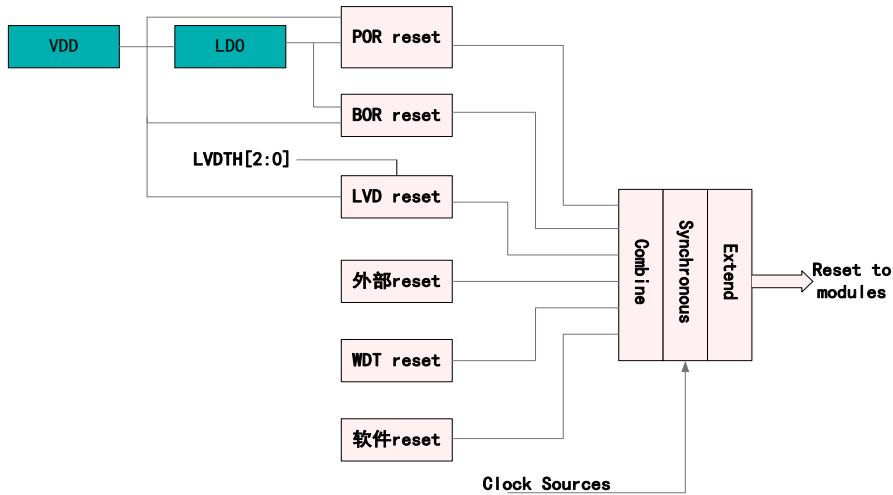 VDD
LDO
POR reset
BOR reset
LVDTH[2:0]
LVD reset
外部reset
WDT reset
软件reset
Combine
Synchronous
Extend
Reset to
modules
Clock Sources